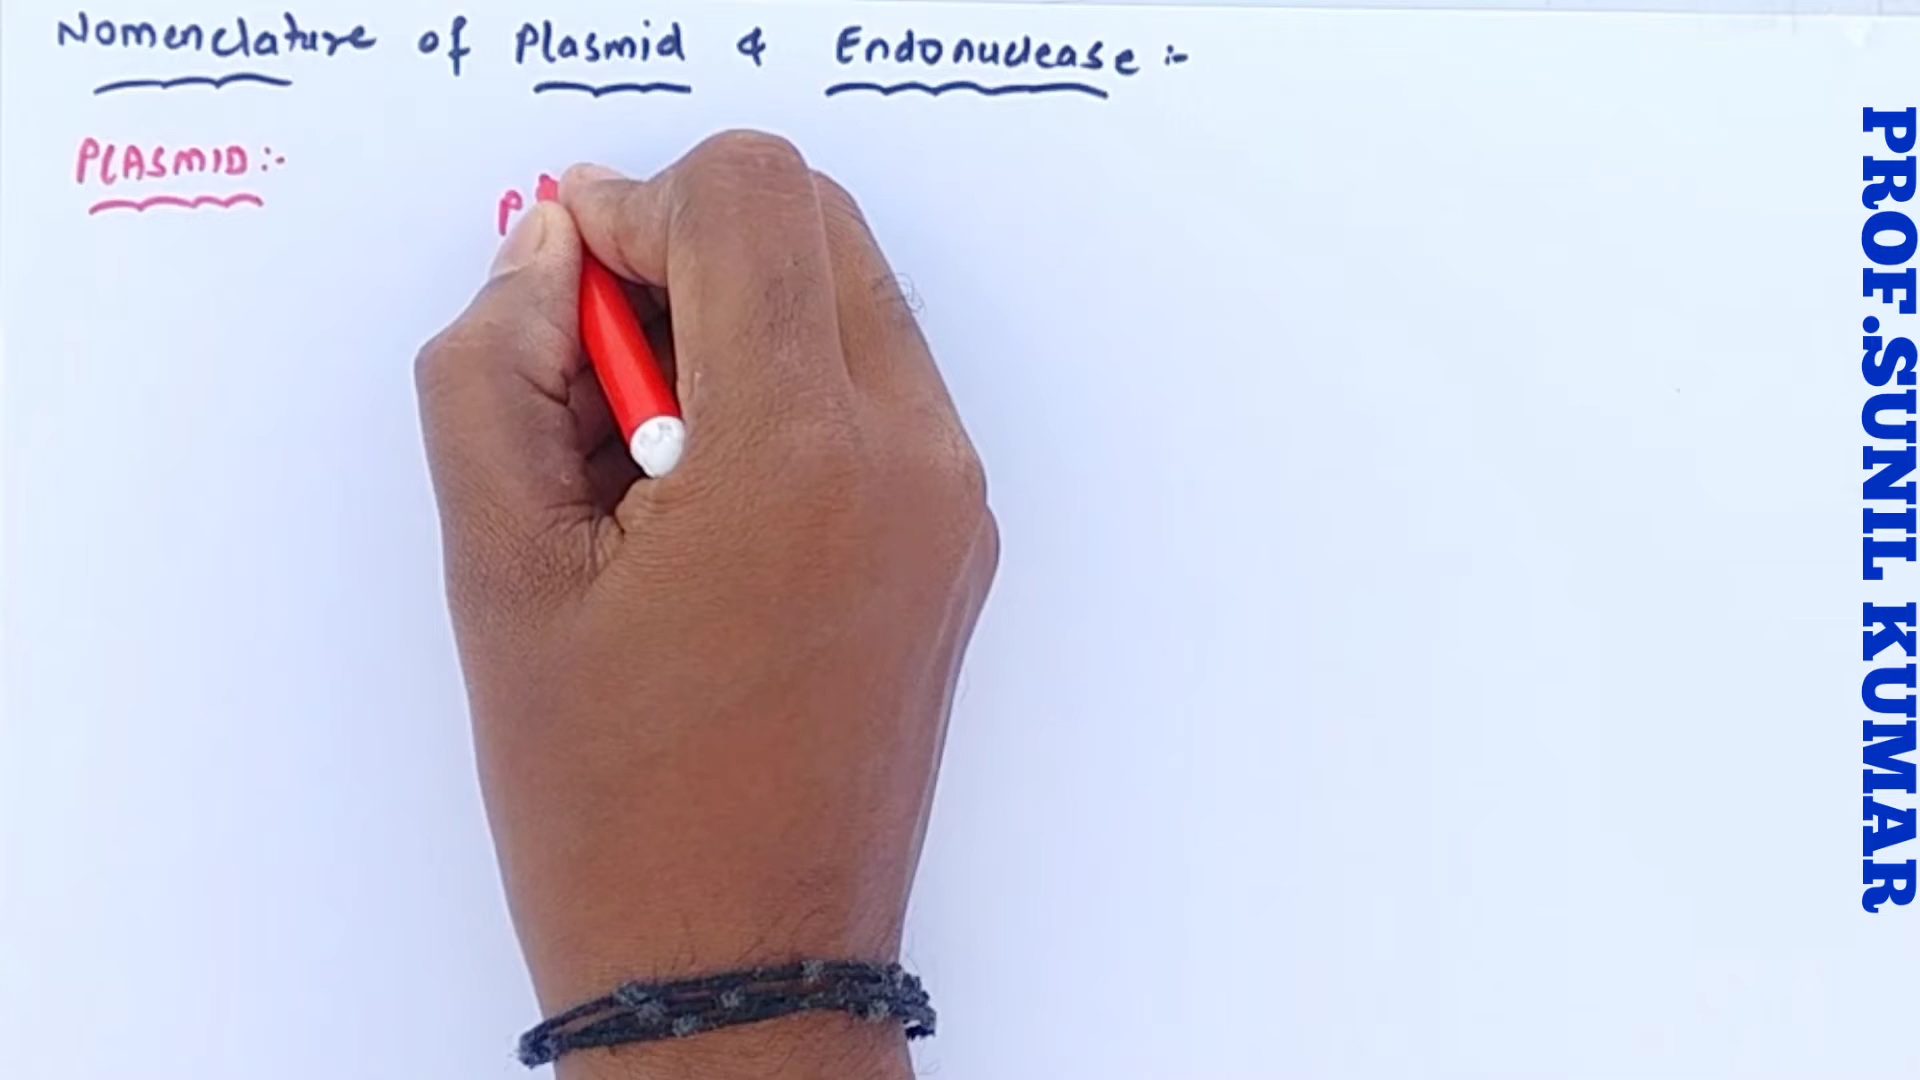 Nomenclature of Plasmid & Endonuclease :-
PLASMID:-
P
PROF.SUNIL KUMAR